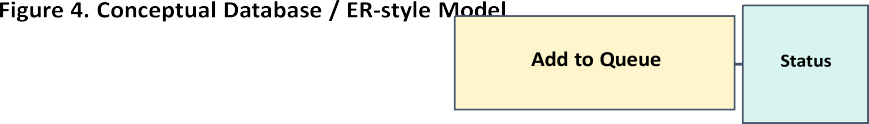 Figure 4. Conceptual Database / ER-style Model
Add to Queue
Status